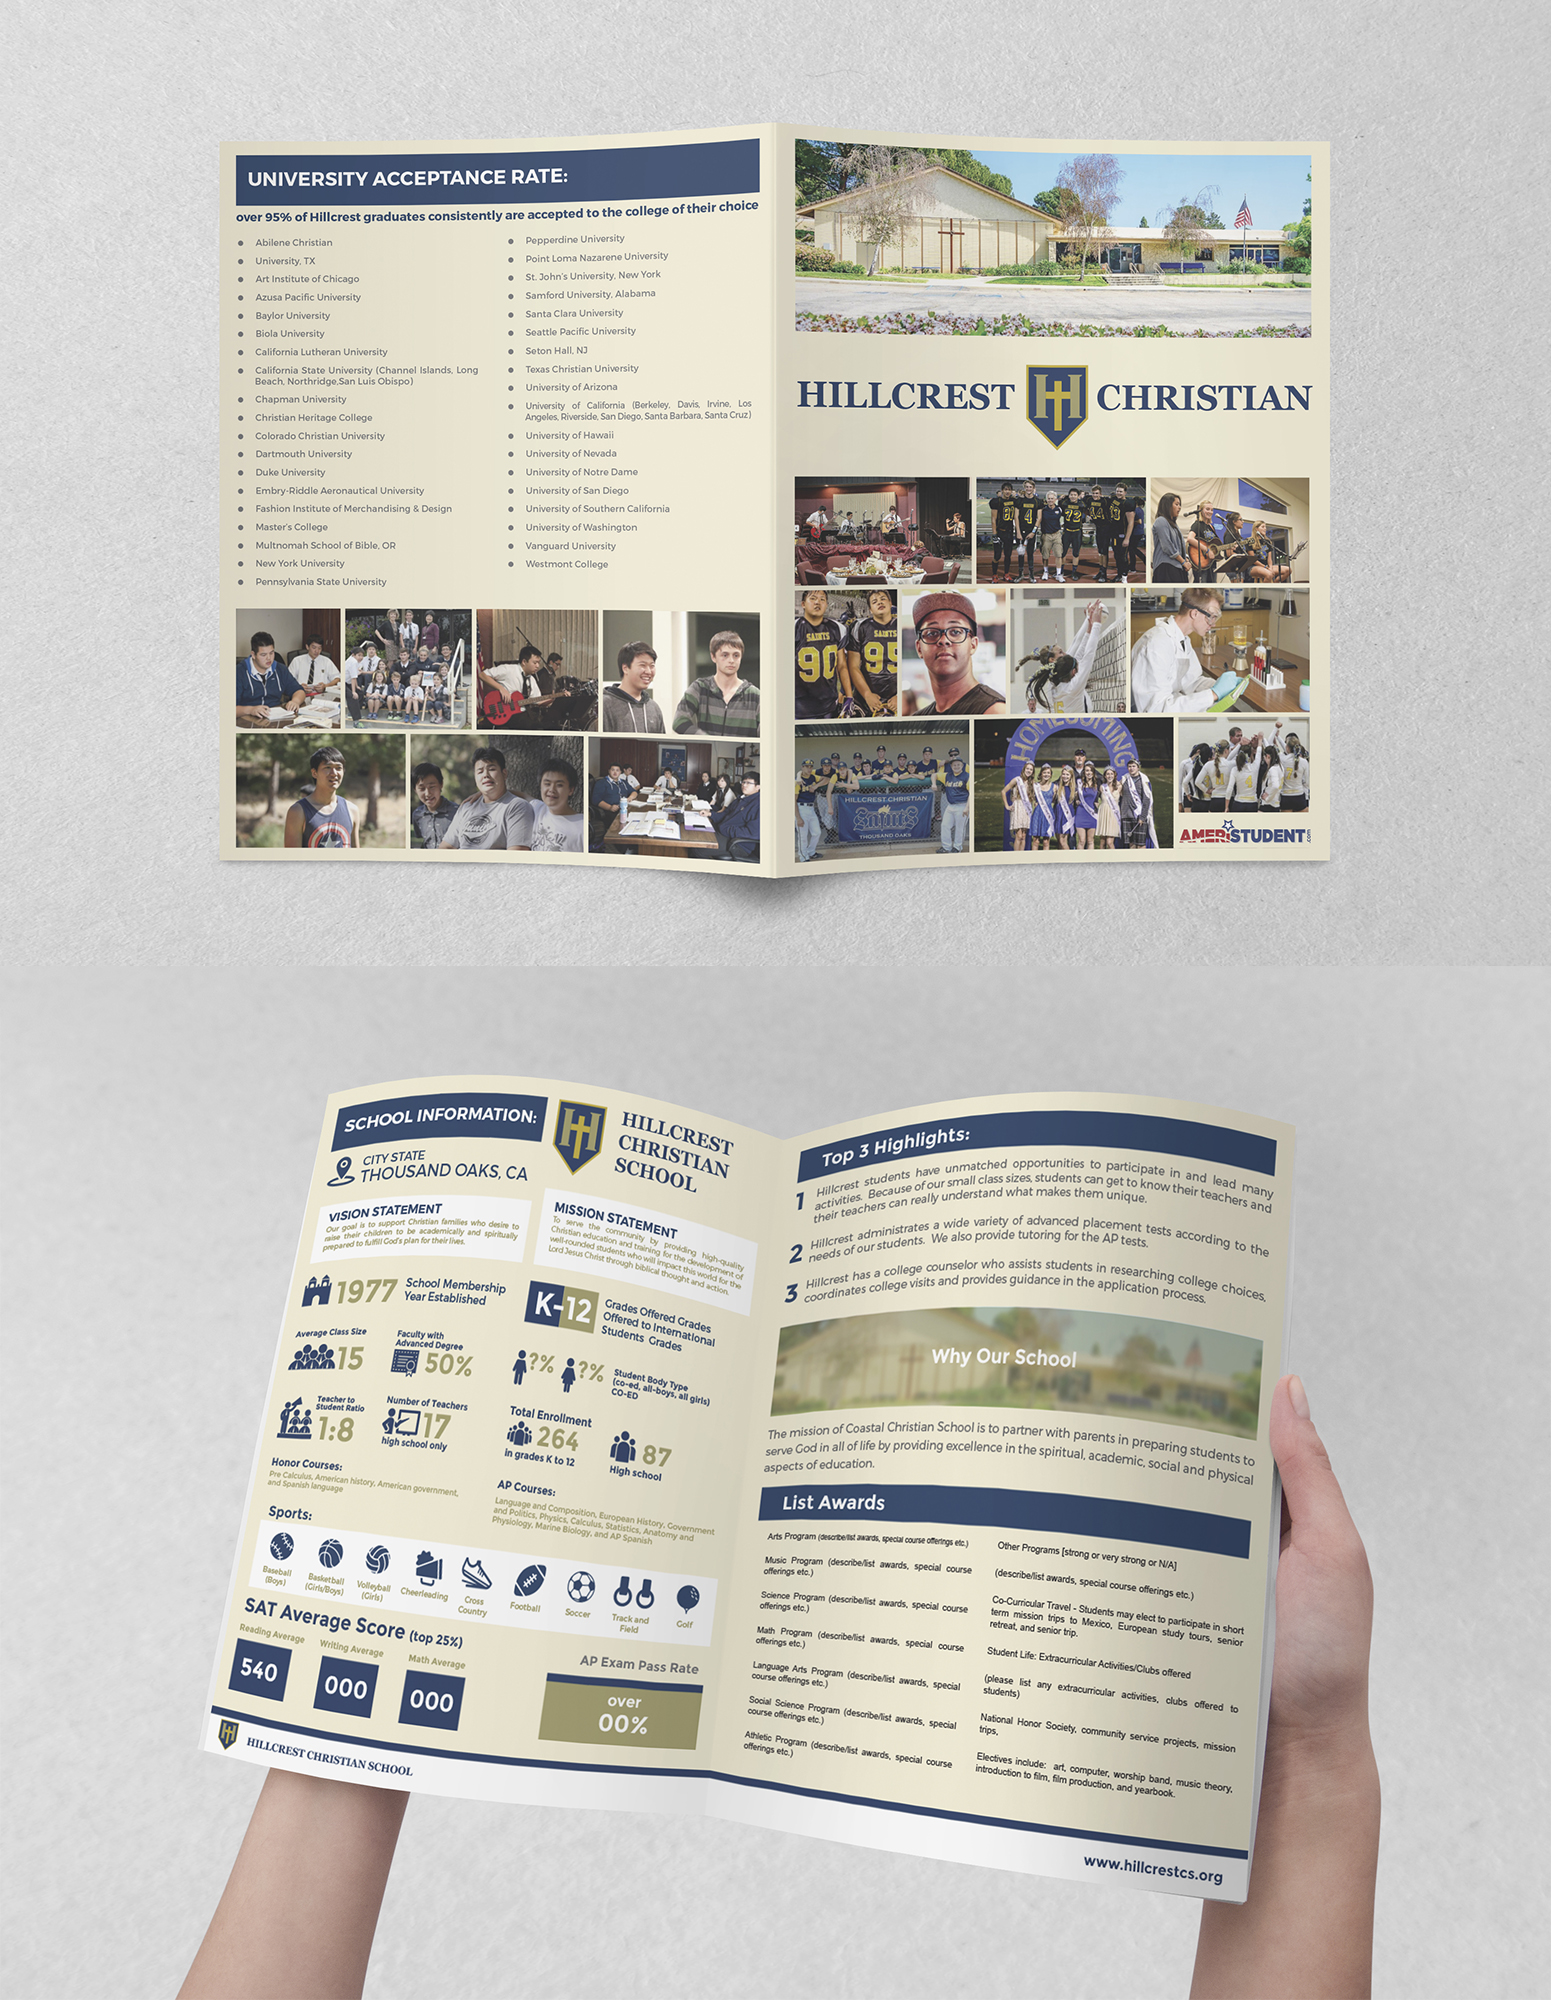 UNIVERSITY ACCEPTANCE RATE:
over 95% of Hillcrest graduates consistently are accepted to the college of their choice
Abilene Christian
University, TX
Art Institute of Chicago
Azusa Pacific University
Baylor University
Biola University
California Lutheran University
California State University (Channel Islands, Long
Beach, Northridge,San Luis Obispo)
Chapman University
Christian Heritage College
Colorado Christian University
Dartmouth University
Duke University
Embry-Riddle Aeronautical University
Fashion Institute of Merchandising & Design
Master's College
Multnomah School of Bible, OR
New York University
Pennsylvania State University
Pepperdine University
Point Loma Nazarene University
St. John's University, New York
Samford University, Alabama
Santa Clara University
Seattle Pacific University
Seton Hall, NJ
Texas Christian University
University of Arizona
University of California (Berkeley, Davis, Irvine, Los
Angeles, Riverside, San Diego, Santa Barbara, Santa Cruz)
University of Hawaii
University of Nevada
University of Notre Dame
University of San Diego
University of Southern California
University of Washington
Vanguard University
Westmont College
HILLCREST H CHRISTIAN
4 72
SAINTS SAINTS
90 95
HOMECOMING
HILLCREST CHRISTIAN
Saints
THOUSAND OAKS
AMERISTUDENT.com
SCHOOL INFORMATION:
CITY STATE
THOUSAND OAKS, CA
H
HILLCREST
CHRISTIAN
SCHOOL
VISION STATEMENT
Our goal is to support Christian families who desire to
raise their children to be academically and spiritually
prepared to fulfill God's plan for their lives.
MISSION STATEMENT
To serve the community by providing high-quality
Christian education and training for the development of
well-rounded students who will impact this world for the
Lord Jesus Christ through biblical thought and action.
1977 School Membership
Year Established
K-12
Grades Offered Grades
Offered to International
Students Grades
Average Class Size
15
Faculty with
Advanced Degree
50%
?% ?%
Student Body Type
(co-ed, all-boys, all girls)
CO-ED
Teacher to
Student Ratio
1:8
Number of Teachers
17
high school only
Total Enrollment
264
in grades K to 12
87
High school
Honor Courses:
Pre Calculus, American history, American government,
and Spanish language
AP Courses:
Language and Composition, European History, Government
and Politics, Physics, Calculus, Statistics, Anatomy and
Physiology, Marine Biology, and AP Spanish
Sports:
Baseball
(Boys)
Basketball
(Girls/Boys)
Volleyball
(Girls)
Cheerleading
Cross
Country
Football
Soccer
Track and
Field
Golf
SAT Average Score (top 25%)
Reading Average
540
Writing Average
000
Math Average
000
AP Exam Pass Rate
over
00%
HILLCREST CHRISTIAN SCHOOL
Top 3 Highlights:
1 Hillcrest students have unmatched opportunities to participate in and lead many
activities. Because of our small class sizes, students can get to know their teachers and
their teachers can really understand what makes them unique.
2 Hillcrest administrates a wide variety of advanced placement tests according to the
needs of our students. We also provide tutoring for the AP tests.
3 Hillcrest has a college counselor who assists students in researching college choices,
coordinates college visits and provides guidance in the application process.
Why Our School
The mission of Coastal Christian School is to partner with parents in preparing students to
serve God in all of life by providing excellence in the spiritual, academic, social and physical
aspects of education.
List Awards
Arts Program (describe/list awards, special course offerings etc.)
Music Program (describe/list awards, special course
offerings etc.)
Science Program (describe/list awards, special course
offerings etc.)
Math Program (describe/list awards, special course
offerings etc.)
Language Arts Program (describe/list awards, special
course offerings etc.)
Social Science Program (describe/list awards, special
course offerings etc.)
Athletic Program (describe/list awards, special course
offerings etc.)
Other Programs [strong or very strong or N/A]
(describe/list awards, special course offerings etc.)
Co-Curricular Travel - Students may elect to participate in short
term mission trips to Mexico, European study tours, senior
retreat, and senior trip.
Student Life: Extracurricular Activities/Clubs offered
(please list any extracurricular activities, clubs offered to
students)
National Honor Society, community service projects, mission
trips,
Electives include: art, computer, worship band, music theory,
introduction to film, film production, and yearbook.
www.hillcrestcs.org